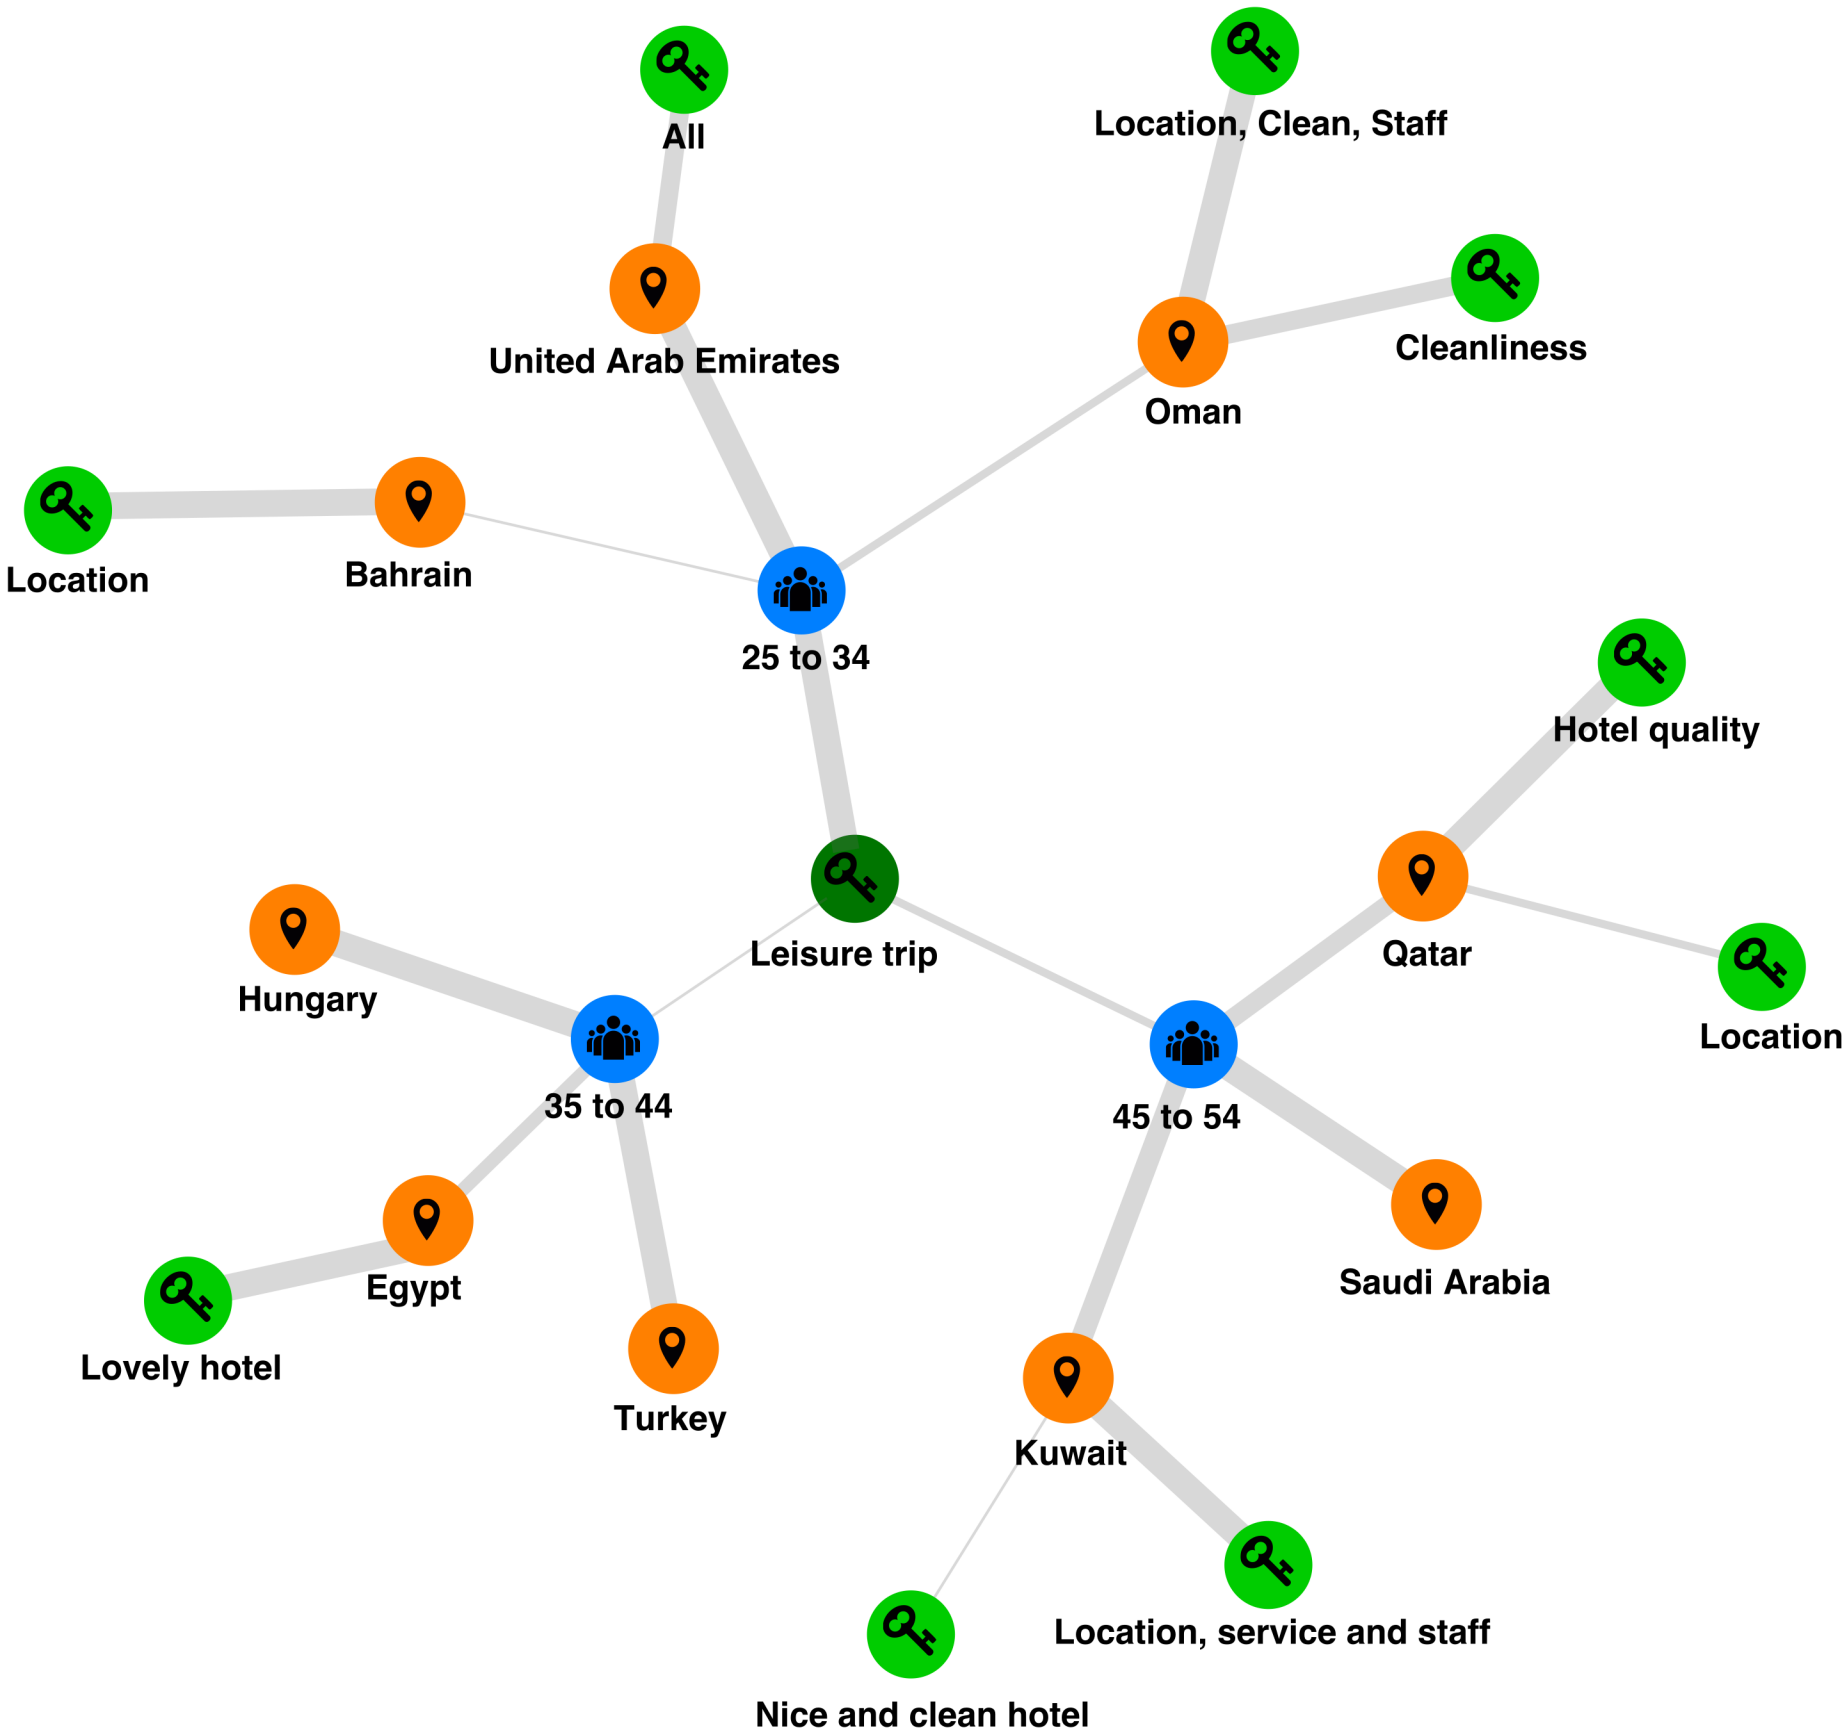 All
Location, Clean, Staff
Cleanliness
United Arab Emirates
Oman
Location
Bahrain
25 to 34
Hotel quality
Leisure trip
Qatar
Hungary
Location
35 to 44
45 to 54
Egypt
Saudi Arabia
Lovely hotel
Turkey
Kuwait
Location, service and staff
Nice and clean hotel